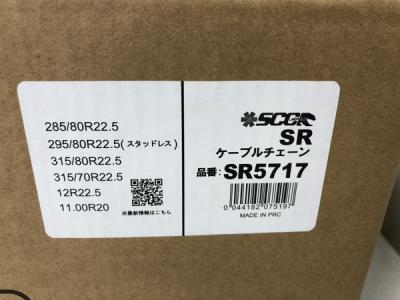 285/80R22.5
295/80R22.5(スタッドレス)
315/80R22.5
315/70R22.5
12R22.5
11.00R20
※最新情報はこちら
SCC
SR
ケーブルチェーン
品番: SR5717
0 044182 075197
MADE IN PRC